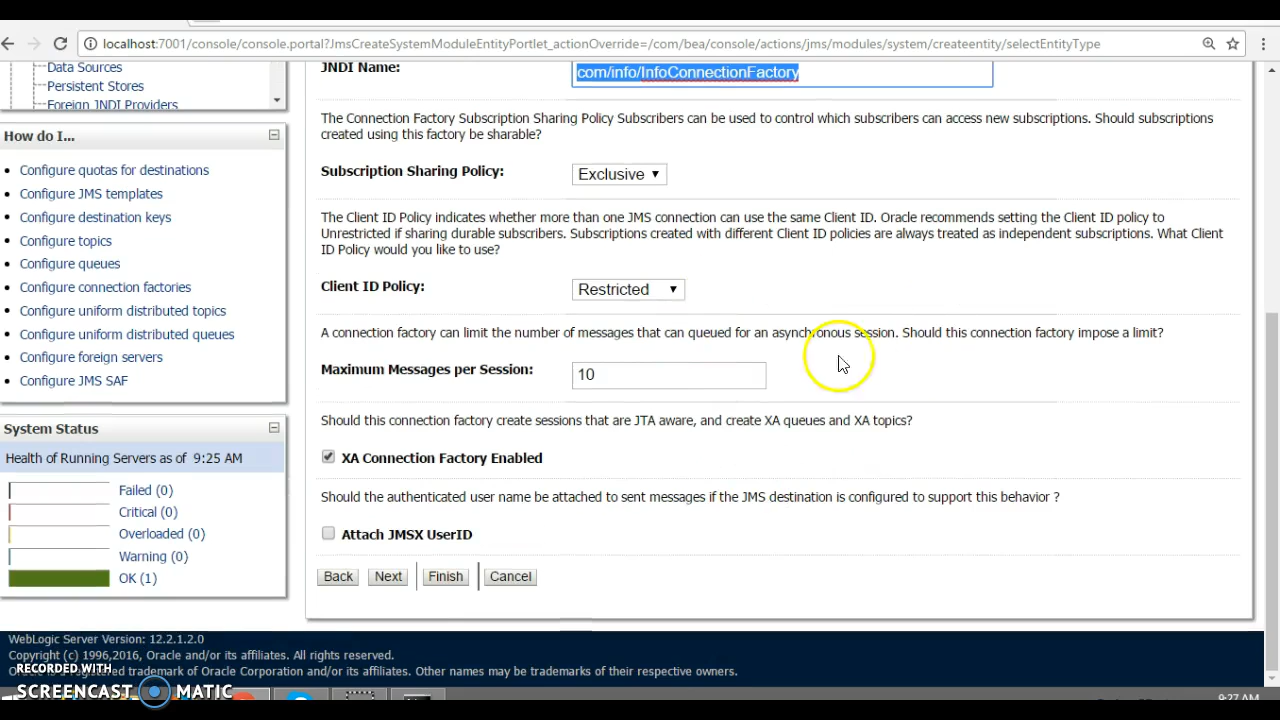 localhost:7001/console/console.portal?JmsCreateSystemModuleEntityPortlet_actionOverride=/com/bea/console/actions/jms/modules/system/createentity/selectEntityType
Data Sources
Persistent Stores
Foreign JNDI Providers
How do I...
Configure quotas for destinations
Configure JMS templates
Configure destination keys
Configure topics
Configure queues
Configure connection factories
Configure uniform distributed topics
Configure uniform distributed queues
Configure foreign servers
Configure JMS SAF
System Status
Health of Running Servers as of 9:25 AM
Failed (0)
Critical (0)
Overloaded (0)
Warning (0)
OK (1)
JNDI Name:
com/info/InfoConnectionFactory
The Connection Factory Subscription Sharing Policy Subscribers can be used to control which subscribers can access new subscriptions. Should subscriptions
created using this factory be sharable?
Subscription Sharing Policy:
Exclusive
The Client ID Policy indicates whether more than one JMS connection can use the same Client ID. Oracle recommends setting the Client ID policy to
Unrestricted if sharing durable subscribers. Subscriptions created with different Client ID policies are always treated as independent subscriptions. What Client
ID Policy would you like to use?
Client ID Policy:
Restricted
A connection factory can limit the number of messages that can queued for an asynchronous session. Should this connection factory impose a limit?
Maximum Messages per Session:
10
Should this connection factory create sessions that are JTA aware, and create XA queues and XA topics?
XA Connection Factory Enabled
Should the authenticated user name be attached to sent messages if the JMS destination is configured to support this behavior ?
Attach JMSX UserID
Back Next Finish Cancel
WebLogic Server Version: 12.2.1.2.0
Copyright (c) 1996,2016, Oracle and/or its affiliates. All rights reserved.
Oracle is a registered trademark of Oracle Corporation and/or its affiliates. Other names may be trademarks of their respective owners.
RECORDED WITH
SCREENCAST MATIC
9:27 AM